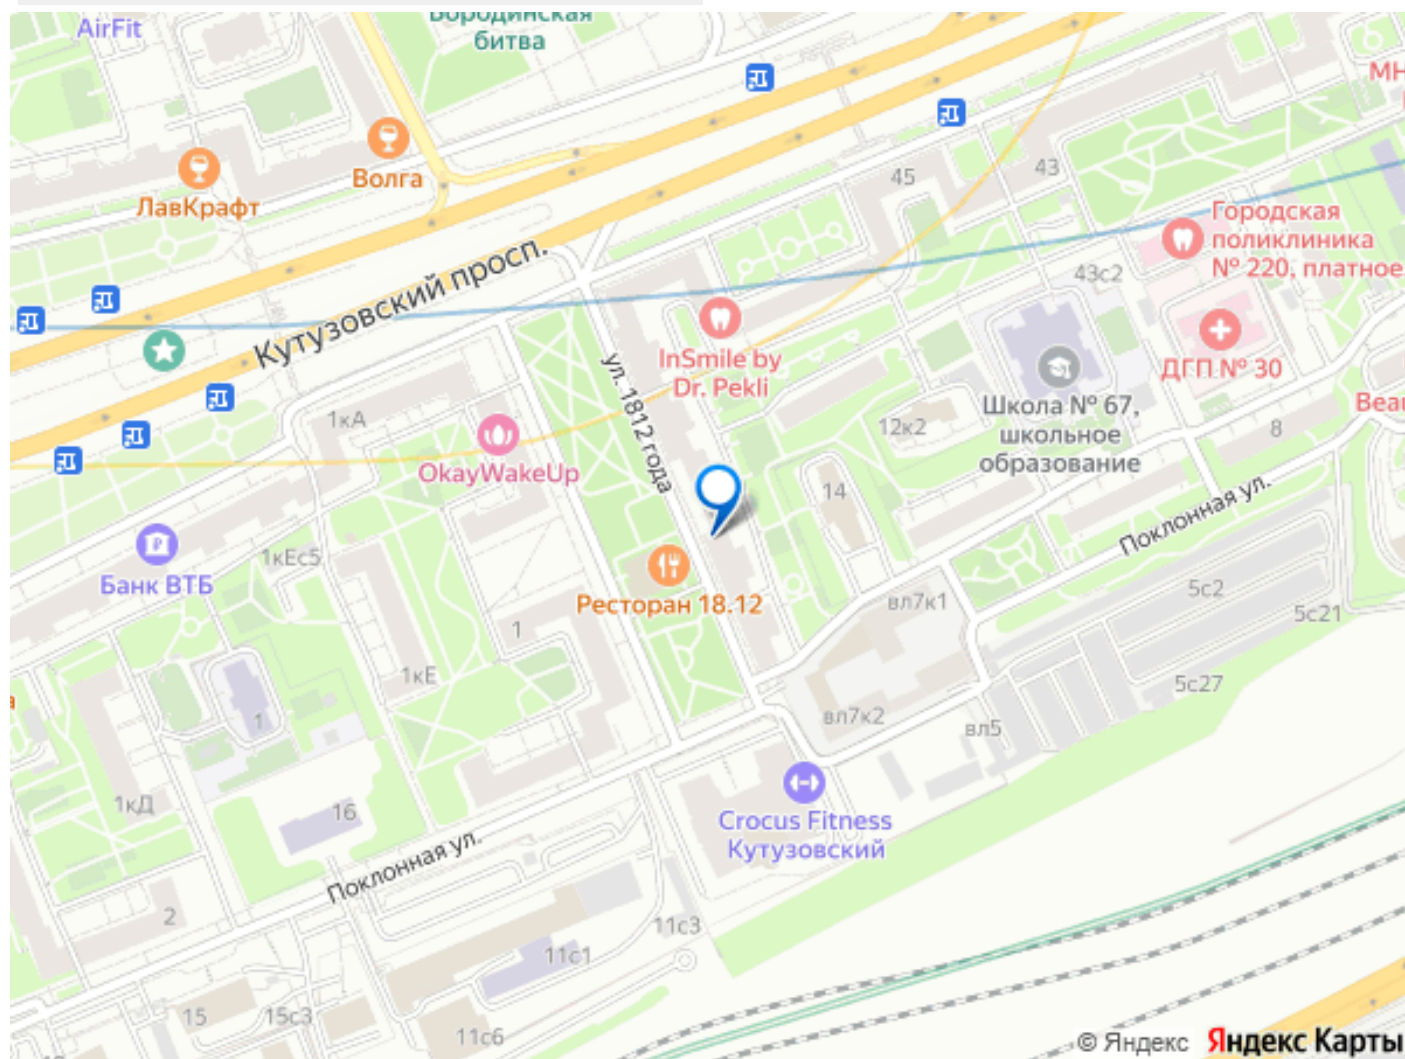 AirFit
Бородинская
битва
МН
Волга
ЛавКрафт
45
43
Городская
поликлиника
№ 220, платное
43с2
Кутузовский просп.
InSmile by
Dr. Pekli
ДГП № 30
ул. 1812 года
Школа № 67,
школьное
образование
Beau
1кА
12к2
8
OkayWakeUp
14
Поклонная ул.
1кЕс5
Банк ВТБ
Ресторан 18.12
вл7к1
5с2
5с21
1
1кЕ
5с27
1
вл7к2
вл5
1кД
16
Crocus Fitness
Кутузовский
Поклонная ул.
2
11с3
11с1
15
15с3
11с6
© Яндекс Яндекс Карты